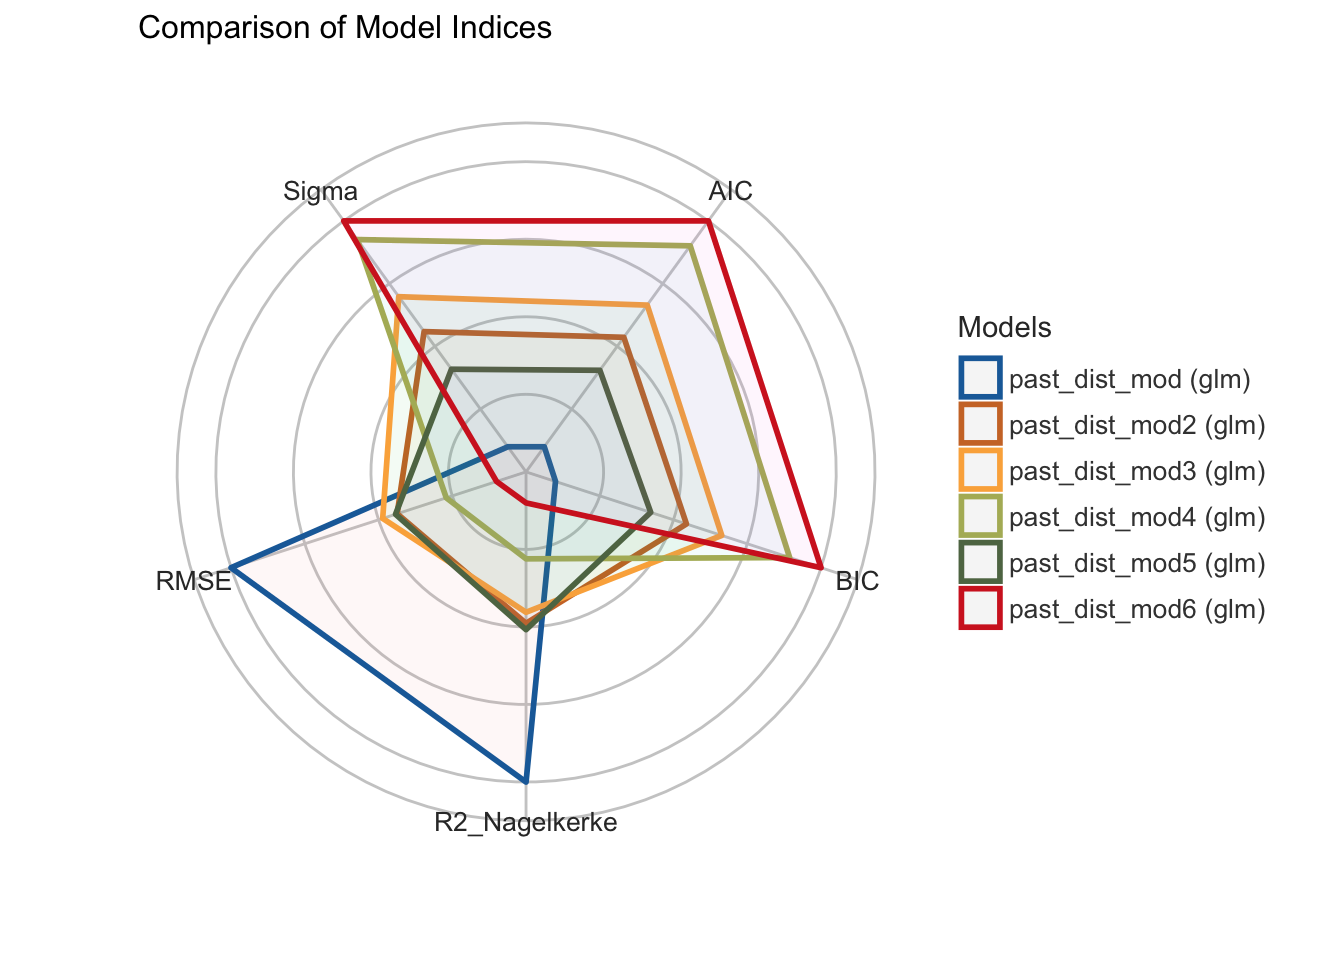 Comparison of Model Indices
Sigma
AIC
RMSE
BIC
R2_Nagelkerke
Models
past_dist_mod (glm)
past_dist_mod2 (glm)
past_dist_mod3 (glm)
past_dist_mod4 (glm)
past_dist_mod5 (glm)
past_dist_mod6 (glm)